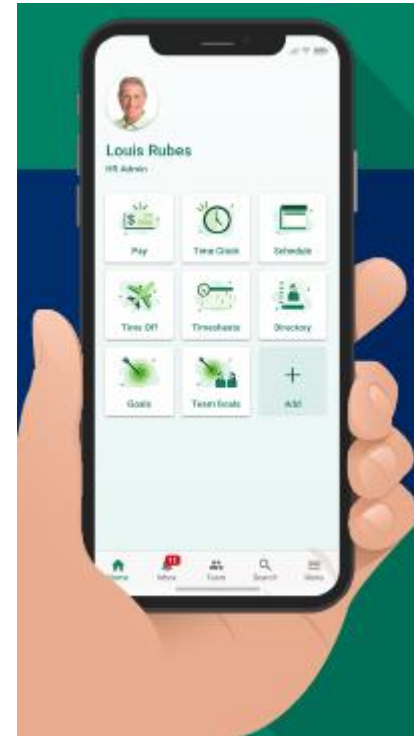 Louis Rubes
HR Admin
Pay
Time Clock
Schedule
Time Off
Timesheets
Directory
Goals
Team Goals
Add
11
Home
Inbox
Team
Search
Menu